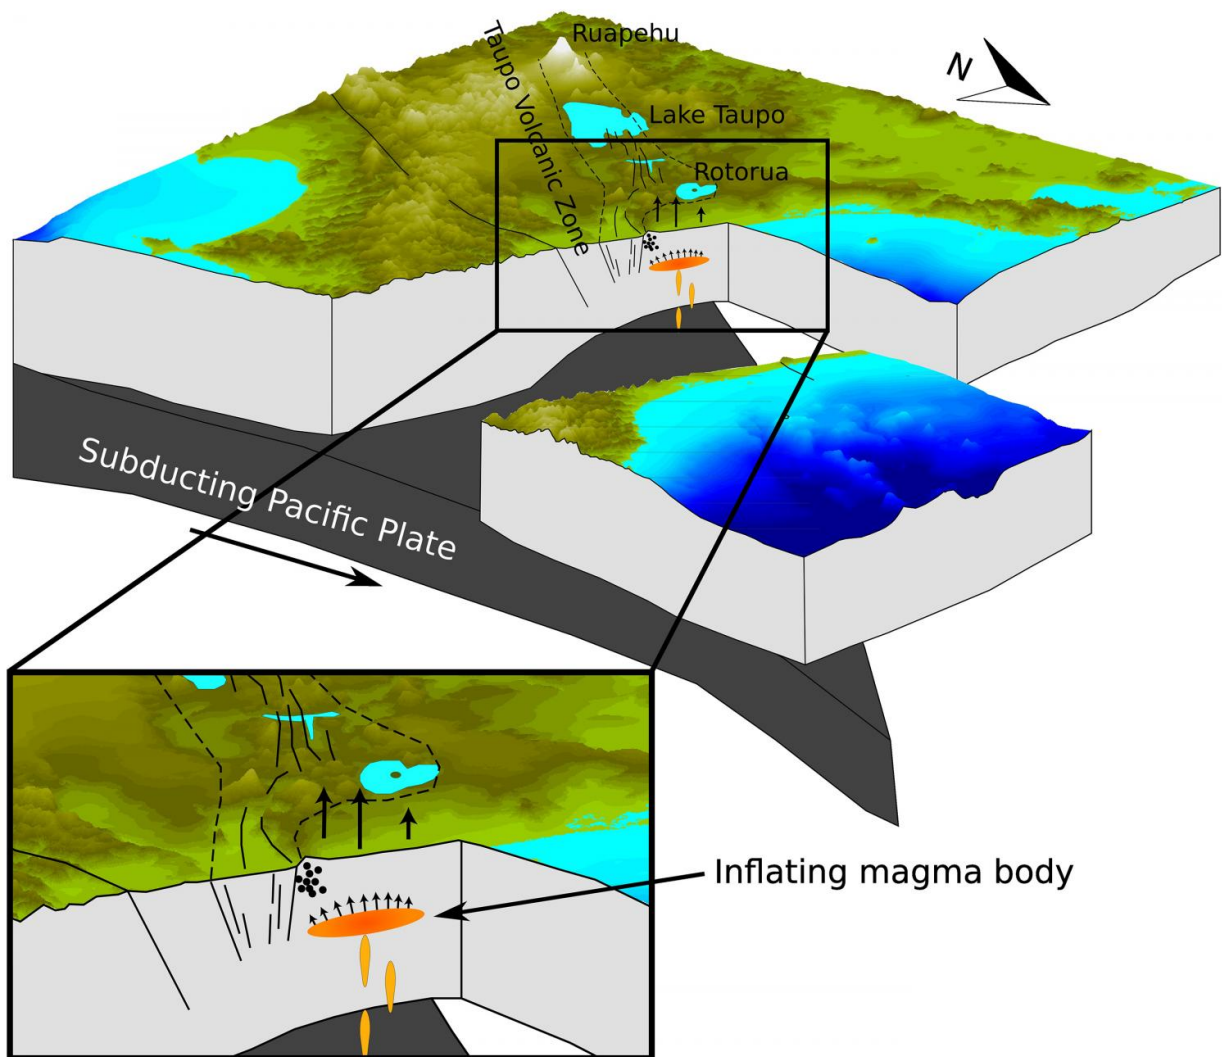 Ruapehu
Taupo Volcanic Zone
N
Lake Taupo
Rotorua
Subducting Pacific Plate
Inflating magma body